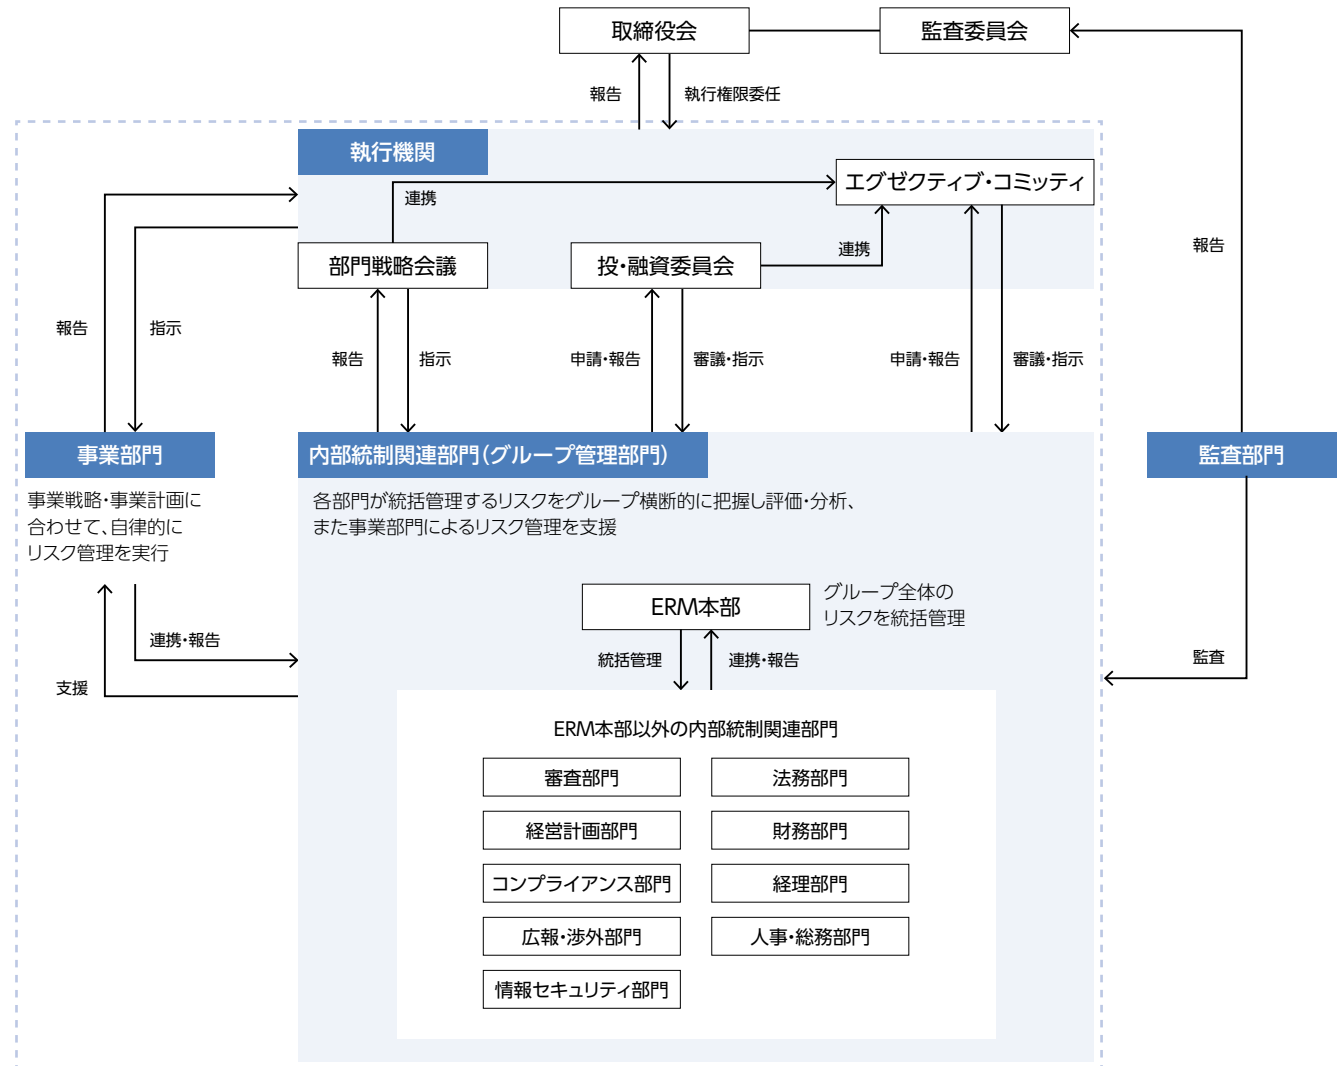 取締役会
監査委員会
報告
執行権限委任
執行機関
エグゼクティブ・コミッティ
連携
部門戦略会議
投・融資委員会
連携
報告
報告
指示
報告
指示
申請・報告
審議・指示
申請・報告
審議・指示
事業部門
内部統制関連部門(グループ管理部門)
監査部門
事業戦略・事業計画に
合わせて、自律的に
リスク管理を実行
各部門が統括管理するリスクをグループ横断的に把握し評価・分析、
また事業部門によるリスク管理を支援
ERM本部
グループ全体の
リスクを統括管理
連携・報告
支援
統括管理
連携・報告
監査
ERM本部以外の内部統制関連部門
審査部門
法務部門
経営計画部門
財務部門
コンプライアンス部門
経理部門
広報・渉外部門
人事・総務部門
情報セキュリティ部門